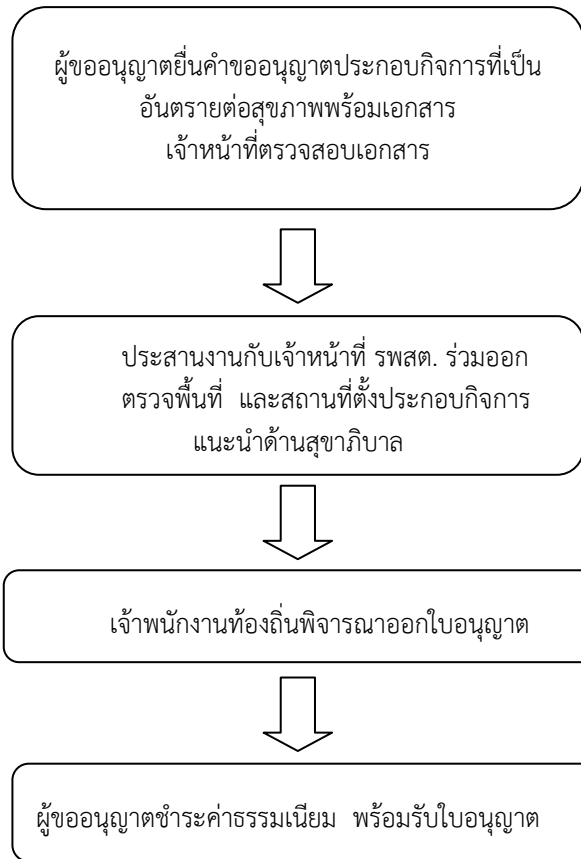 ผู้ขออนุญาตยื่นคำขออนุญาตประกอบกิจการที่เป็น
อันตรายต่อสุขภาพพร้อมเอกสาร
เจ้าหน้าที่ตรวจสอบเอกสาร
ประสานงานกับเจ้าหน้าที่ รพสต. ร่วมออก
ตรวจพื้นที่ และสถานที่ตั้งประกอบกิจการ
แนะนำด้านสุขาภิบาล
เจ้าพนักงานท้องถิ่นพิจารณาออกใบอนุญาต
ผู้ขออนุญาตชำระค่าธรรมเนียม พร้อมรับใบอนุญาต